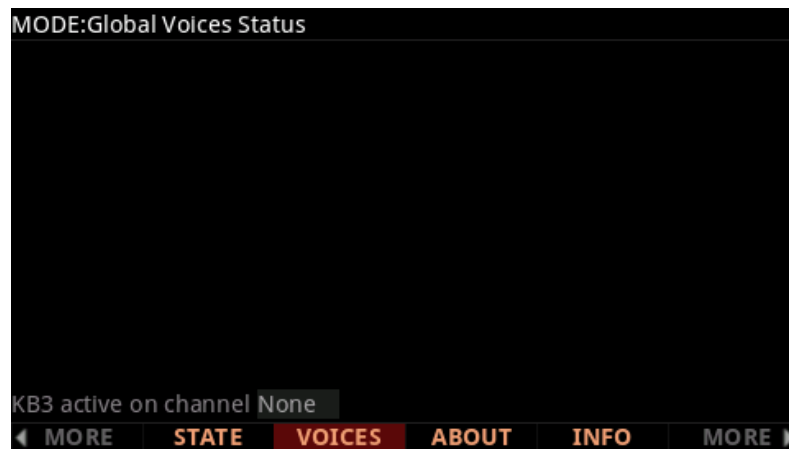 MODE:Global Voices Status
KB3 active on channel None
MORE STATE VOICES ABOUT INFO MORE